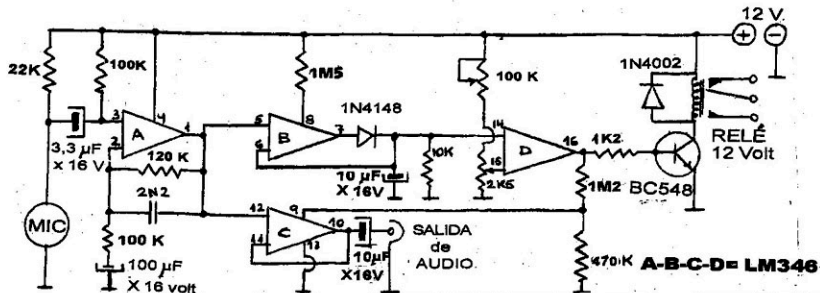 12 V.
22K
100K
1M5
100 K
1N4002
1N4148
3,3 µF
X 16 V
3
4
1
2
A
5
6
8
7
B
14
15
16
D
1K2
RELÉ
12 Volt
120 K
10K
2K5
BC548
2N2
10 µF
X 16V
1M2
MIC
100 K
12
11
9
10
13
C
SALIDA
de
AUDIO.
10µF
X16V
470K
A-B-C-D= LM346
100 µF
X 16 volt